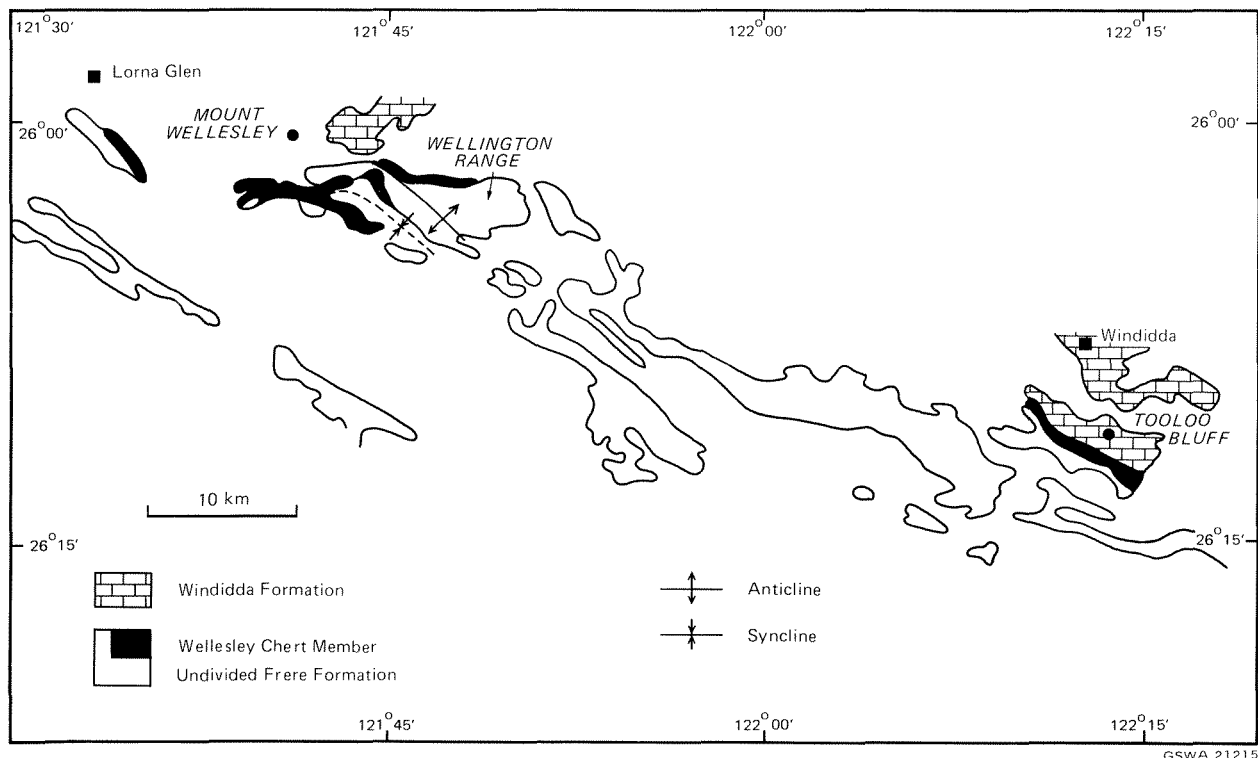 121° 30′
121° 45′
122° 00′
122° 15′
Lorna Glen
26° 00′
MOUNT
WELLESLEY
WELLINGTON
RANGE
26° 00′
Windidda
TOOLOO
BLUFF
10 km
26° 15′
26° 15′
Windidda Formation
Wellesley Chert Member
Undivided Frere Formation
Anticline
Syncline
121° 45′
122° 00′
122° 15′
GSWA 21215